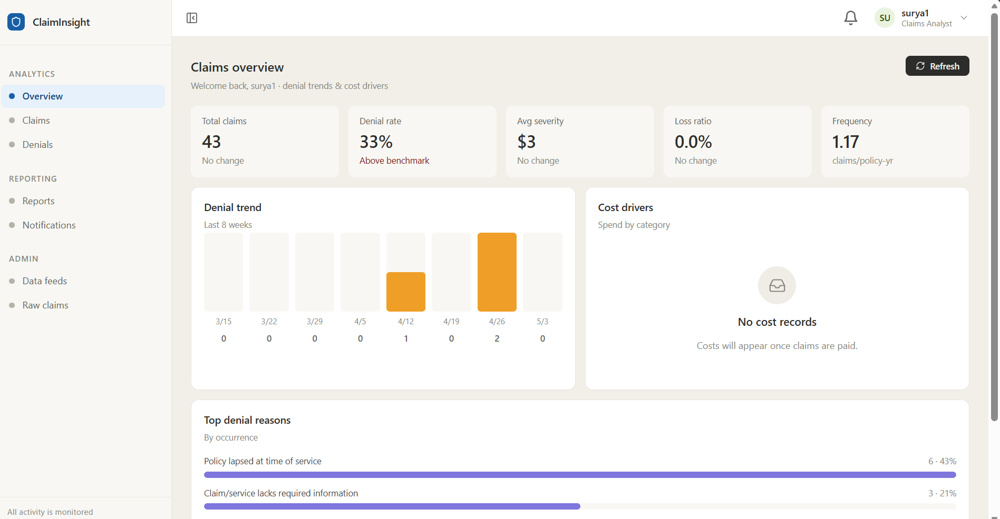 ClaimInsight
surya1
SU
Claims Analyst
ANALYTICS
Overview
Claims
Denials
REPORTING
Reports
Notifications
ADMIN
Data feeds
Raw claims
All activity is monitored
Claims overview
Welcome back, surya1 · denial trends & cost drivers
Refresh
Total claims
43
No change
Denial rate
33%
Above benchmark
Avg severity
$3
No change
Loss ratio
0.0%
No change
Frequency
1.17
claims/policy-yr
Denial trend
Last 8 weeks
3/15 3/22 3/29 4/5 4/12 4/19 4/26 5/3
0 0 0 0 1 0 2 0
Cost drivers
Spend by category
No cost records
Costs will appear once claims are paid.
Top denial reasons
By occurrence
Policy lapsed at time of service 6 · 43%
Claim/service lacks required information 3 · 21%